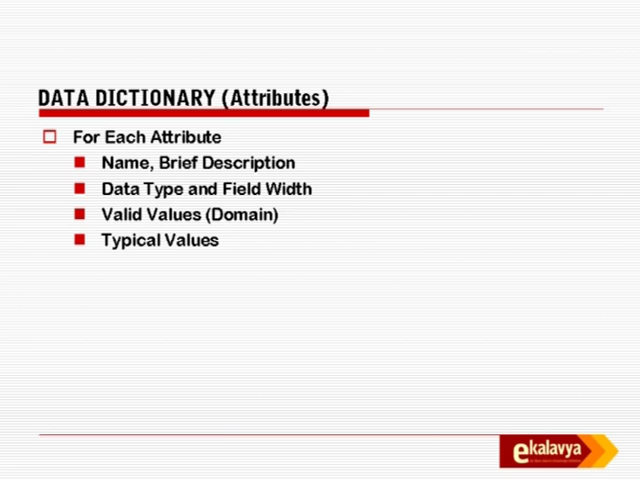 DATA DICTIONARY (Attributes)
For Each Attribute
Name, Brief Description
Data Type and Field Width
Valid Values (Domain)
Typical Values
ekalavya